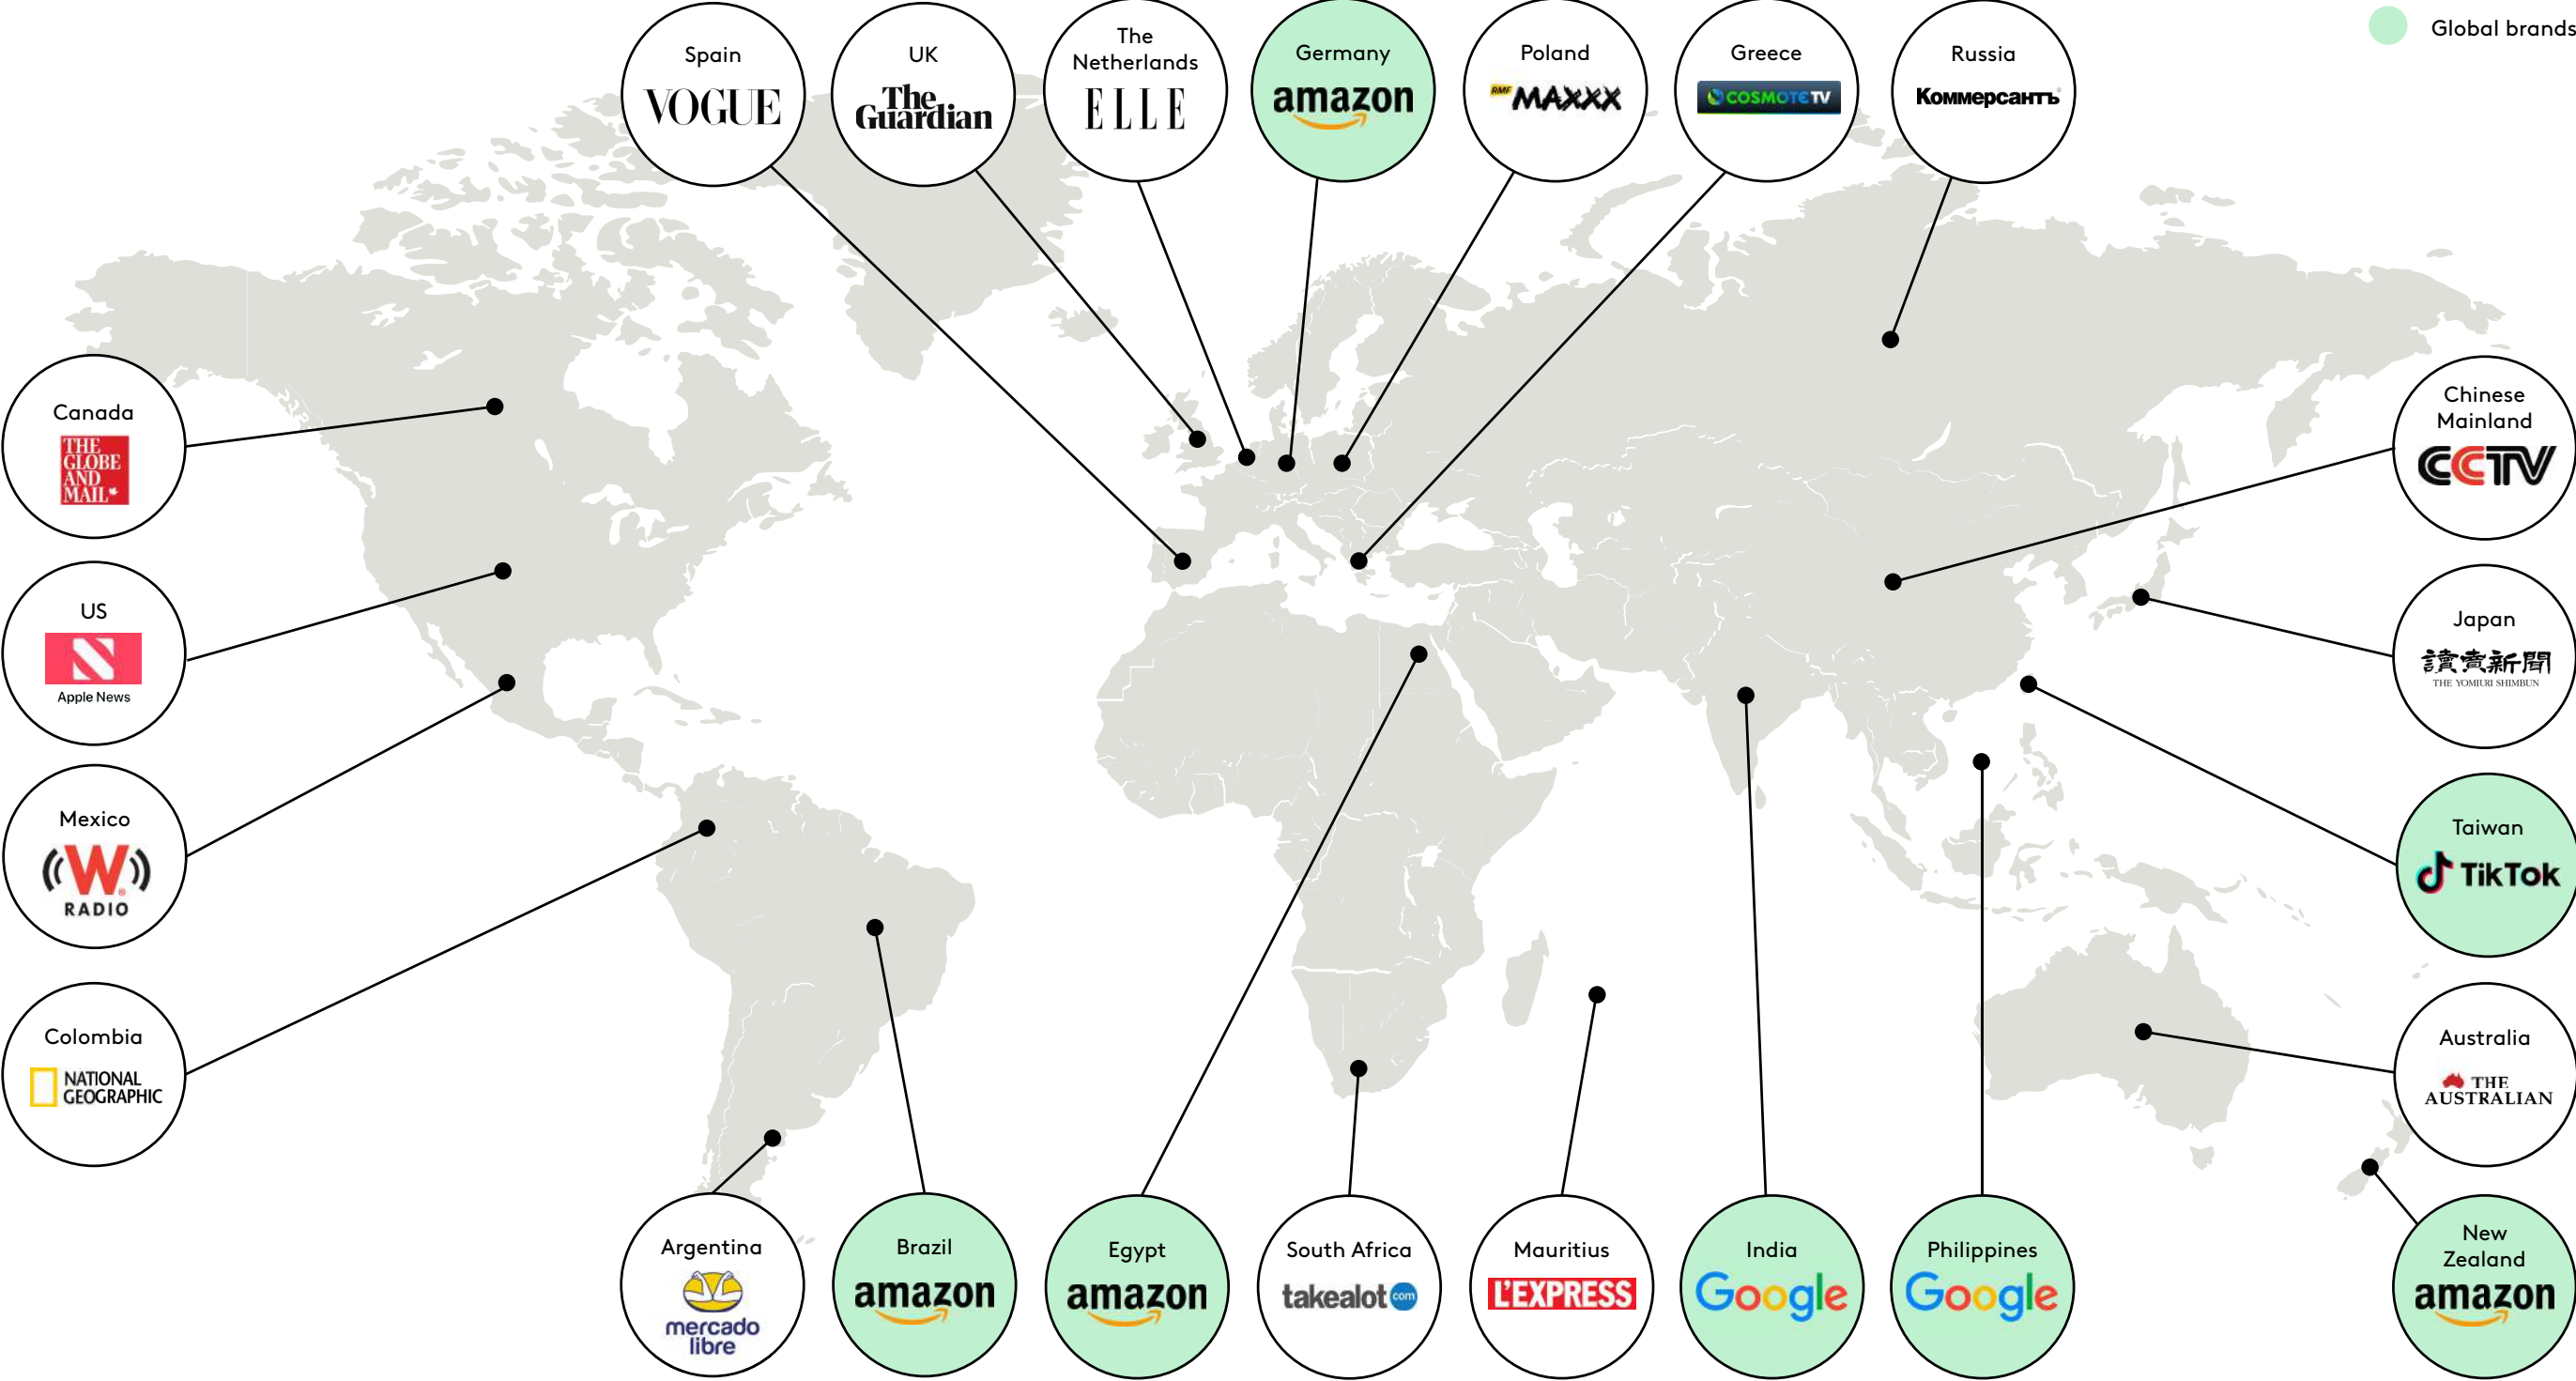 Global brands
Spain
VOGUE
UK
The
Guardian
The
Netherlands
ELLE
Germany
amazon
Poland
RMF MAXXX
Greece
COSMOTE TV
Russia
Коммерсантъ
Canada
THE
GLOBE
AND
MAIL
US
Apple News
Mexico
W
RADIO
Colombia
NATIONAL
GEOGRAPHIC
Chinese
Mainland
CCTV
Japan
讀賣新聞
THE YOMIURI SHIMBUN
Taiwan
TikTok
Australia
THE
AUSTRALIAN
New
Zealand
amazon
Argentina
mercado
libre
Brazil
amazon
Egypt
amazon
South Africa
takealot com
Mauritius
L'EXPRESS
India
Google
Philippines
Google